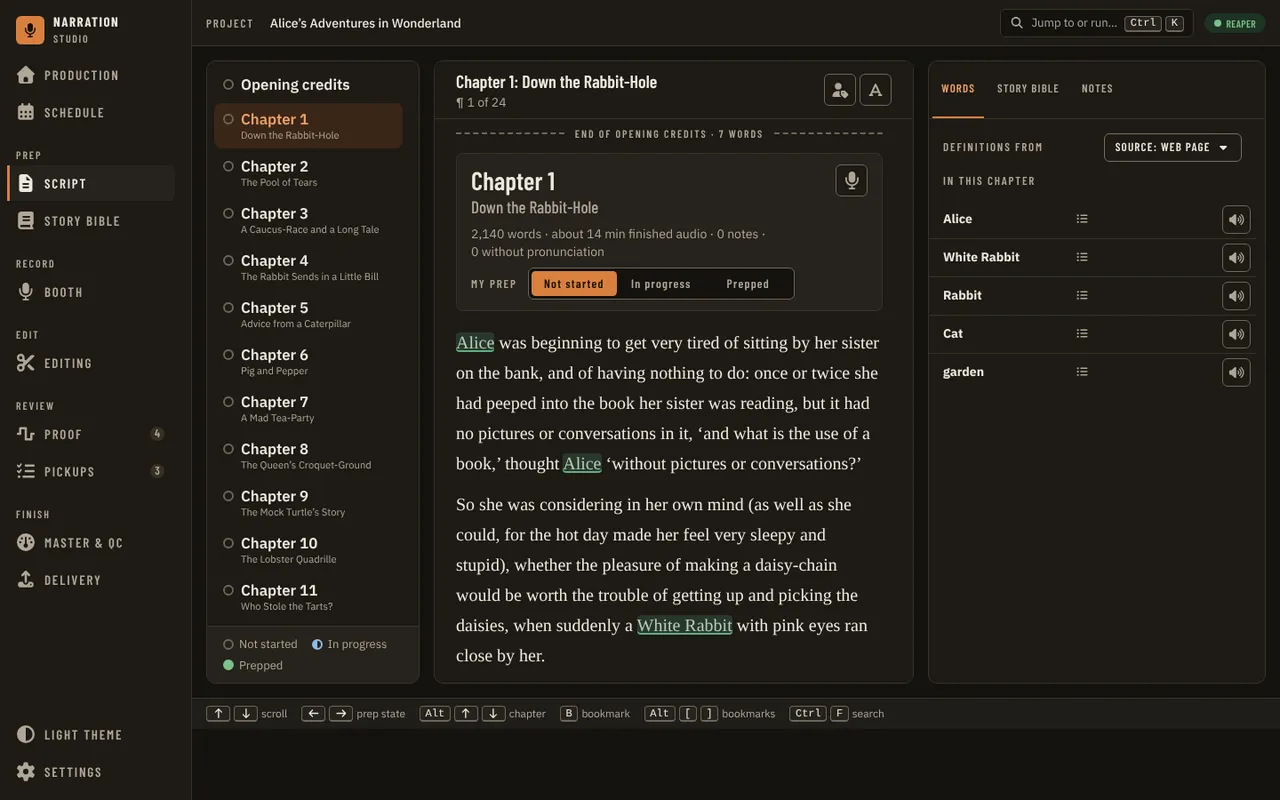 NARRATION
STUDIO
PRODUCTION
SCHEDULE
PREP
SCRIPT
STORY BIBLE
RECORD
BOOTH
EDIT
EDITING
REVIEW
PROOF 4
PICKUPS 3
FINISH
MASTER & QC
DELIVERY
LIGHT THEME
SETTINGS
PROJECT Alice's Adventures in Wonderland
Jump to or run... Ctrl K
REAPER
Opening credits
Chapter 1
Down the Rabbit-Hole
Chapter 2
The Pool of Tears
Chapter 3
A Caucus-Race and a Long Tale
Chapter 4
The Rabbit Sends in a Little Bill
Chapter 5
Advice from a Caterpillar
Chapter 6
Pig and Pepper
Chapter 7
A Mad Tea-Party
Chapter 8
The Queen's Croquet-Ground
Chapter 9
The Mock Turtle's Story
Chapter 10
The Lobster Quadrille
Chapter 11
Who Stole the Tarts?
Not started In progress
Prepped
Chapter 1: Down the Rabbit-Hole
¶ 1 of 24
A
END OF OPENING CREDITS · 7 WORDS
Chapter 1
Down the Rabbit-Hole
2,140 words · about 14 min finished audio · 0 notes ·
0 without pronunciation
MY PREP Not started In progress Prepped
Alice was beginning to get very tired of sitting by her sister
on the bank, and of having nothing to do: once or twice she
had peeped into the book her sister was reading, but it had
no pictures or conversations in it, ‘and what is the use of a
book,’ thought Alice ‘without pictures or conversations?’
So she was considering in her own mind (as well as she
could, for the hot day made her feel very sleepy and
stupid), whether the pleasure of making a daisy-chain
would be worth the trouble of getting up and picking the
daisies, when suddenly a White Rabbit with pink eyes ran
close by her.
WORDS STORY BIBLE NOTES
DEFINITIONS FROM SOURCE: WEB PAGE
IN THIS CHAPTER
Alice
White Rabbit
Rabbit
Cat
garden
↑ ↓ scroll ← → prep state Alt ↑ ↓ chapter B bookmark Alt [ ] bookmarks Ctrl F search